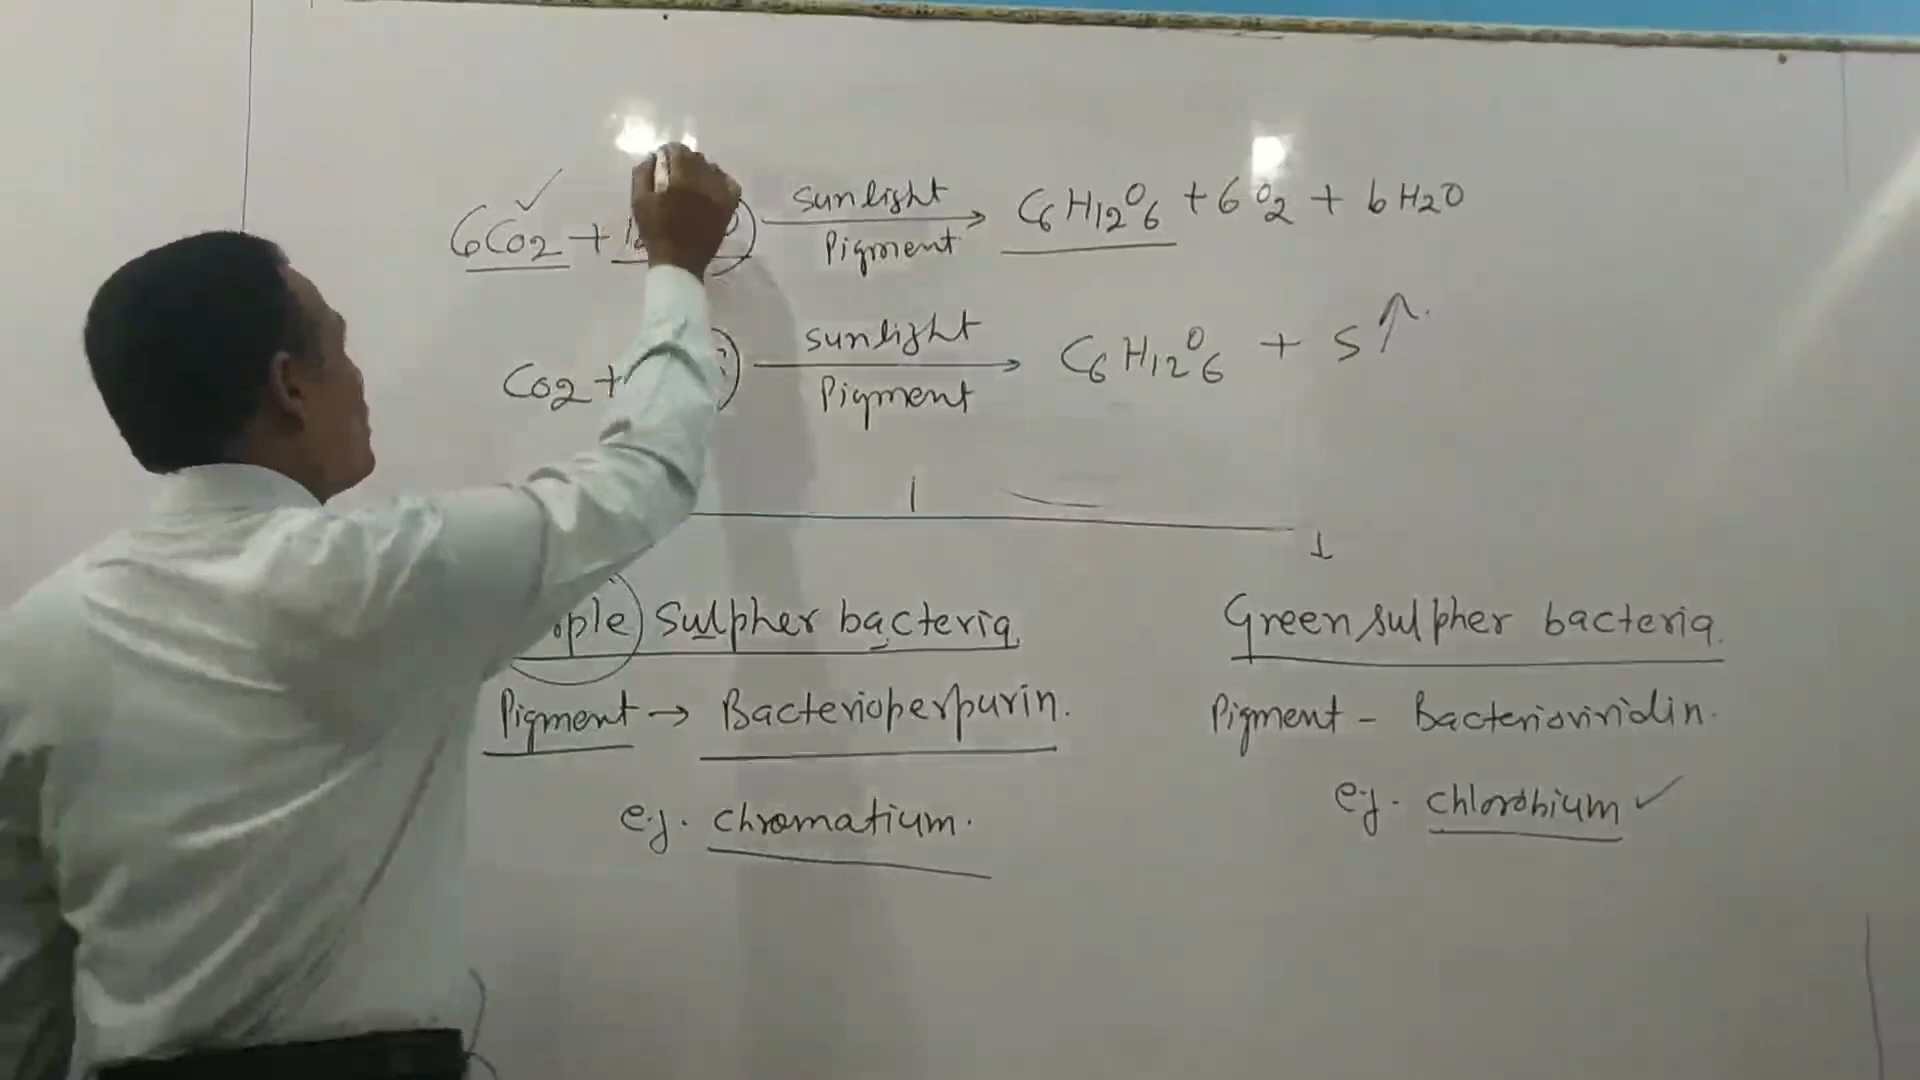 6CO2 + sunlight Pigment C6H12O6 + 6O2 + 6H2O
CO2 + sunlight Pigment C6H12O6 + S↑
sulpher bacteria
Green sulpher bacteria.
Pigment → Bacterioperpurin.
Pigment - Bacterioviridin.
e.g. chromatium.
e.g. chlorobium ✓